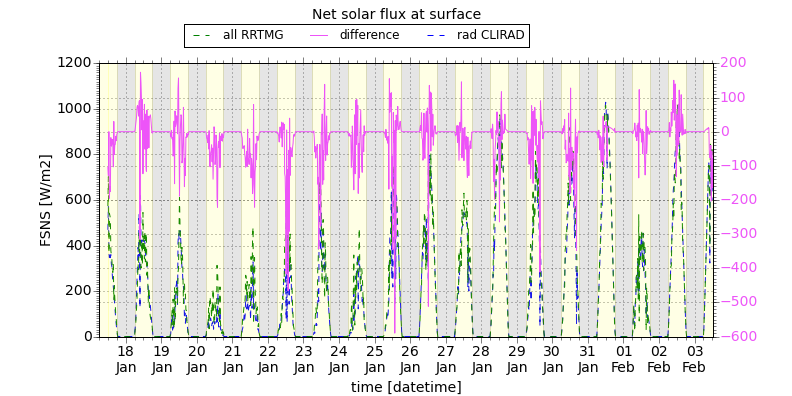 Net solar flux at surface
all RRTMG difference rad CLIRAD
1200 200
1000 100
800 0
600 −100
400 −200
200 −300
0 −400
−500
−600
FSNS [W/m2]
18 19 20 21 22 23 24 25 26 27 28 29 30 31 01 02 03
Jan Jan Jan Jan Jan Jan Jan Jan Jan Jan Jan Jan Jan Jan Feb Feb Feb
time [datetime]